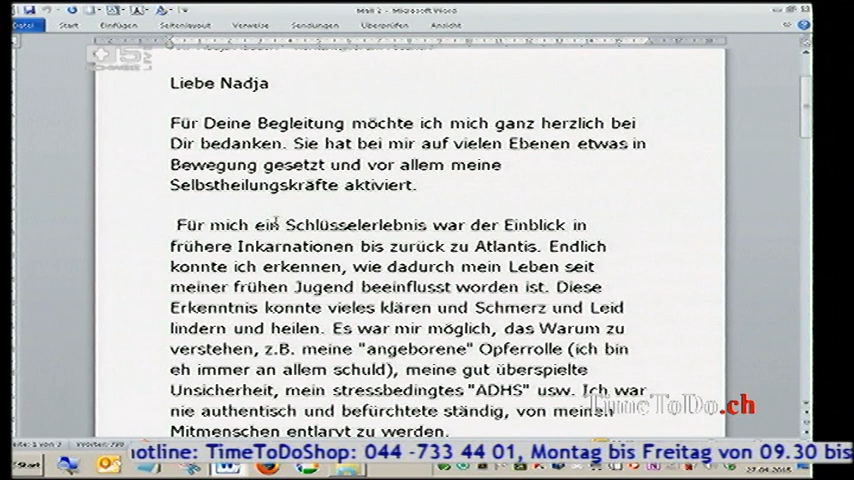 Mail 2 - Microsoft Word
Datei Start Einfügen Seitenlayout Verweise Sendungen Überprüfen Ansicht
Liebe Nadja
Für Deine Begleitung möchte ich mich ganz herzlich bei
Dir bedanken. Sie hat bei mir auf vielen Ebenen etwas in
Bewegung gesetzt und vor allem meine
Selbstheilungskräfte aktiviert.
Für mich ein Schlüsselerlebnis war der Einblick in
frühere Inkarnationen bis zurück zu Atlantis. Endlich
konnte ich erkennen, wie dadurch mein Leben seit
meiner frühen Jugend beeinflusst worden ist. Diese
Erkenntnis konnte vieles klären und Schmerz und Leid
lindern und heilen. Es war mir möglich, das Warum zu
verstehen, z.B. meine "angeborene" Opferrolle (ich bin
eh immer an allem schuld), meine gut überspielte
Unsicherheit, mein stressbedingtes "ADHS" usw. Ich war
nie authentisch und befürchtete ständig, von meinen
Mitmenschen entlarvt zu werden.
TimeToDo.ch
hotline: TimeToDoShop: 044 -733 44 01, Montag bis Freitag von 09.30 bis
Start
27.04.2015